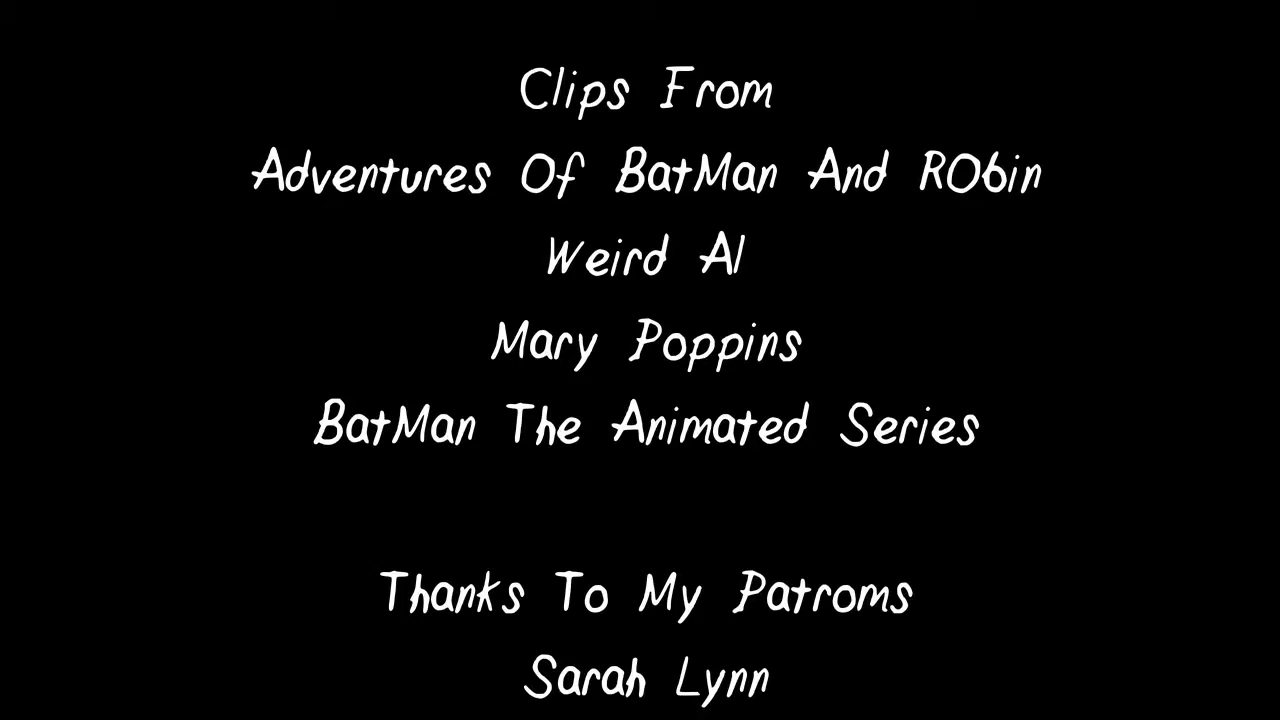 Clips From
Adventures Of BatMan And RObin
Weird Al
Mary Poppins
BatMan The Animated Series
Thanks To My Patroms
Sarah Lynn